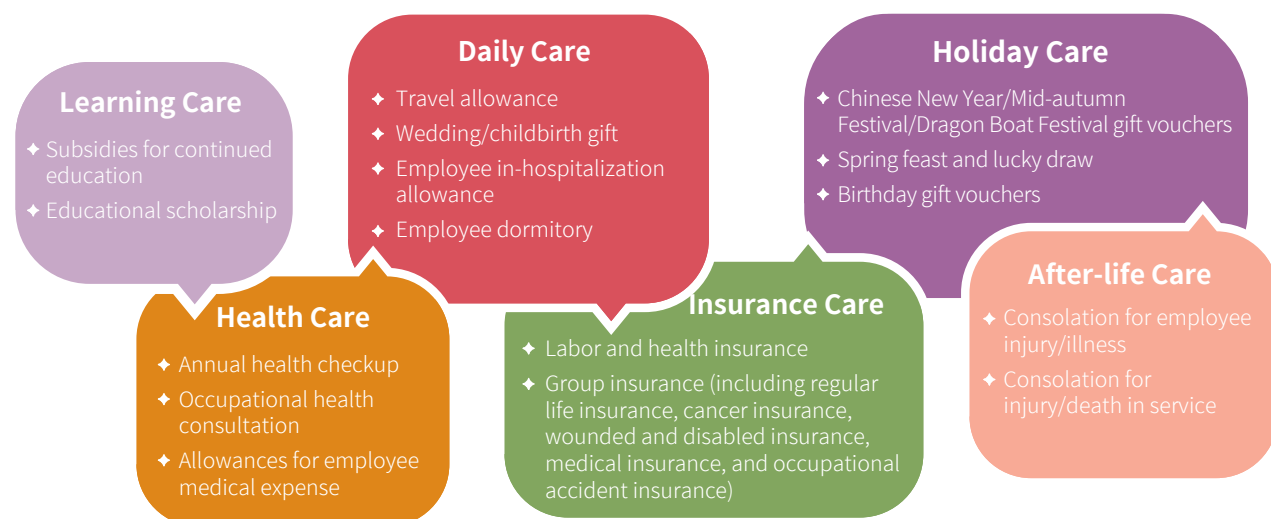 Learning Care
Subsidies for continued
education
Educational scholarship
Health Care
Annual health checkup
Occupational health
consultation
Allowances for employee
medical expense
Daily Care
Travel allowance
Wedding/childbirth gift
Employee in-hospitalization
allowance
Employee dormitory
Insurance Care
Labor and health insurance
Group insurance (including regular
life insurance, cancer insurance,
wounded and disabled insurance,
medical insurance, and occupational
accident insurance)
Holiday Care
Chinese New Year/Mid-autumn
Festival/Dragon Boat Festival gift vouchers
Spring feast and lucky draw
Birthday gift vouchers
After-life Care
Consolation for employee
injury/illness
Consolation for
injury/death in service